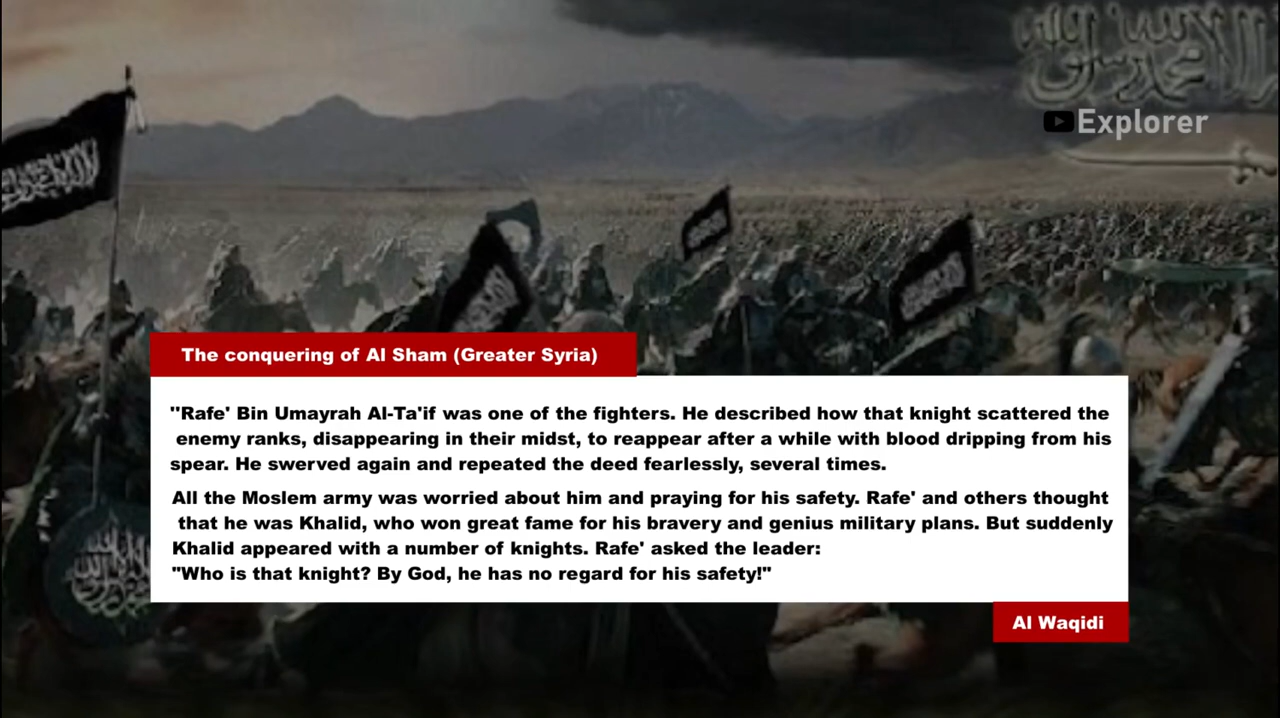 Explorer
The conquering of Al Sham (Greater Syria)
"Rafe' Bin Umayrah Al-Ta'if was one of the fighters. He described how that knight scattered the
enemy ranks, disappearing in their midst, to reappear after a while with blood dripping from his
spear. He swerved again and repeated the deed fearlessly, several times.
All the Moslem army was worried about him and praying for his safety. Rafe' and others thought
that he was Khalid, who won great fame for his bravery and genius military plans. But suddenly
Khalid appeared with a number of knights. Rafe' asked the leader:
"Who is that knight? By God, he has no regard for his safety!"
Al Waqidi